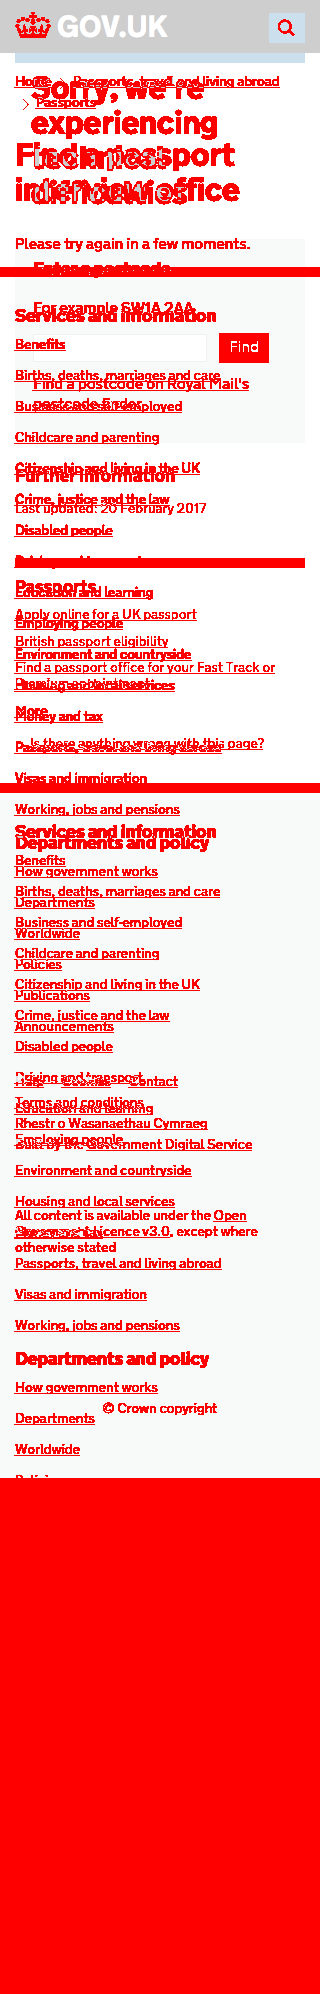 GOV.UK
Home Passports, travel and living abroad
Passports
Sorry, we're
experiencing
technical
difficulties
Find a passport
interview office
Please try again in a few moments.
Enter a postcode
For example SW1A 2AA
Find
Find a postcode on Royal Mail's
postcode finder
Services and information
Benefits
Births, deaths, marriages and care
Business and self-employed
Childcare and parenting
Citizenship and living in the UK
Further information
Crime, justice and the law
Last updated: 20 February 2017
Disabled people
Passports
Education and learning
Apply online for a UK passport
Employing people
British passport eligibility
Environment and countryside
Find a passport office for your Fast Track or
Premium appointment
Housing and local services
More
Money and tax
Passports, travel and living abroad
Is there anything wrong with this page?
Visas and immigration
Working, jobs and pensions
Services and information
Departments and policy
Benefits
How government works
Births, deaths, marriages and care
Departments
Business and self-employed
Worldwide
Childcare and parenting
Policies
Citizenship and living in the UK
Publications
Crime, justice and the law
Announcements
Disabled people
Driving and transport
Help Cookies Contact
Terms and conditions
Education and learning
Rhestr o Wasanaethau Cymraeg
Employing people
Built by the Government Digital Service
Environment and countryside
Housing and local services
All content is available under the Open
Government Licence v3.0, except where
otherwise stated
Passports, travel and living abroad
Visas and immigration
Working, jobs and pensions
Departments and policy
How government works
© Crown copyright
Departments
Worldwide